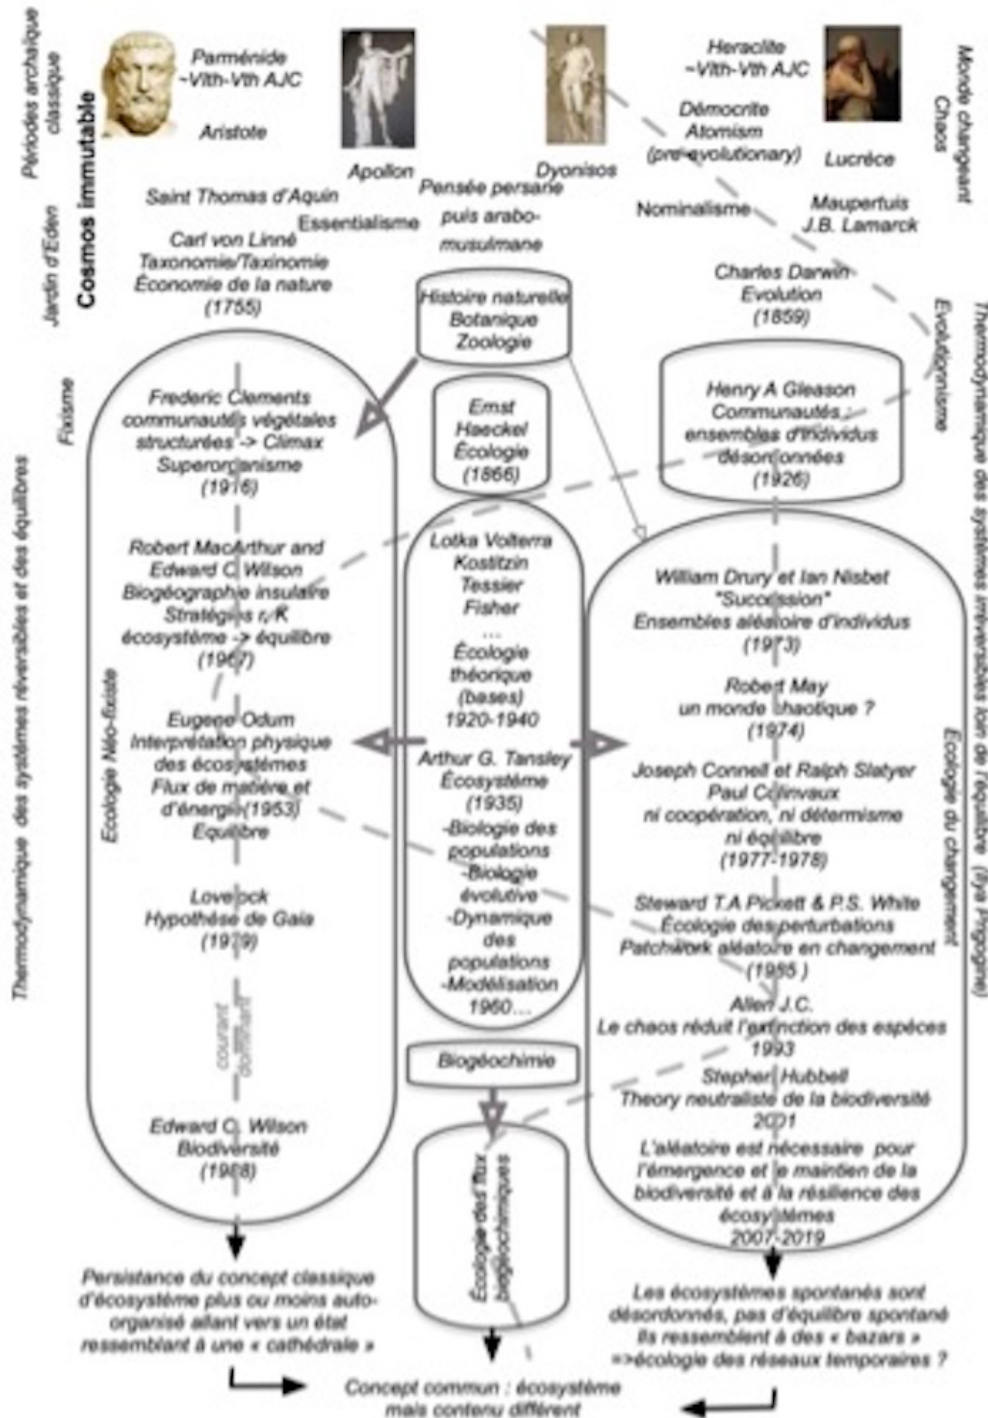 Périodes archaïque
classique
Cosmos immutable
Jardin d'Eden
Fixisme
Thermodynamique des systèmes réversibles et des équilibres
Parménide
~VIth-Vth AJC
Aristote
Apollon
Dyonisos
Heraclite
~VIth-Vth AJC
Démocrite
Atomism
(pre-evolutionary)
Lucréce
Monde changeant
Chaos
Saint Thomas d'Aquin
Essentialisme
Pensée persane
puis arabo-
musulmane
Nominalisme
Maupertuis
J.B. Lamarck
Carl von Linné
Taxonomie/Taxinomie
Économie de la nature
(1755)
Histoire naturelle
Botanique
Zoologie
Charles Darwin
Evolution
(1859)
Evolutionnisme
Thermodynamique des systèmes irréversibles loin de l'équilibre (Ilya Prigogine)
Frederic Clements
communautés végétales
structurées -> Climax
Superorganisme
(1916)
Robert MacArthur and
Edward C Wilson
Biogéographie insulaire
Stratégies r/K
écosystème -> équilibre
(1967)
Ecologie Néo-fixiste
Eugene Odum
Interprétation physique
des écosystèmes
Flux de matière et
d'énergie(1953)
Equilibre
Lovelock
Hypothèse de Gaia
(1979)
courant
dominant
Edward O. Wilson
Biodiversité
(1988)
Ernst
Haeckel
Écologie
(1866)
Lotka Volterra
Kostitzin
Tessier
Fisher
...
Écologie
théorique
(bases)
1920-1940
Arthur G. Tansley
Écosystème
(1935)
-Biologie des
populations
-Biologie
évolutive
-Dynamique
des
populations
-Modélisation
1960...
Biogéochimie
Écologie des flux
biogéochimiques
Henry A Gleason
Communautés :
ensembles d'individus
désordonnées
(1926)
William Drury et Ian Nisbet
"Succession"
Ensembles aléatoire d'individus
(1973)
Robert May
un monde chaotique ?
(1974)
Joseph Connell et Ralph Slatyer
Paul Colinvaux
ni coopération, ni détermisme
ni équilibre
(1977-1978)
Ecologie du changement
Steward T.A Pickett & P.S. White
Écologie des perturbations
Patchwork aléatoire en changement
(1985 )
Allen J.C.
Le chaos réduit l'extinction des espèces
1993
Stephen Hubbell
Theory neutraliste de la biodiversité
2001
L'aléatoire est nécessaire pour
l'émergence et le maintien de la
biodiversité et à la résilience des
écosystémes
2007-2019
Persistance du concept classique
d'écosystème plus ou moins auto-
organisé allant vers un état
ressemblant à une « cathédrale »
Les écosystèmes spontanés sont
désordonnés, pas d'équilibre spontané
Ils ressemblent à des « bazars »
=>écologie des réseaux temporaires ?
Concept commun : écosystème
mais contenu différent